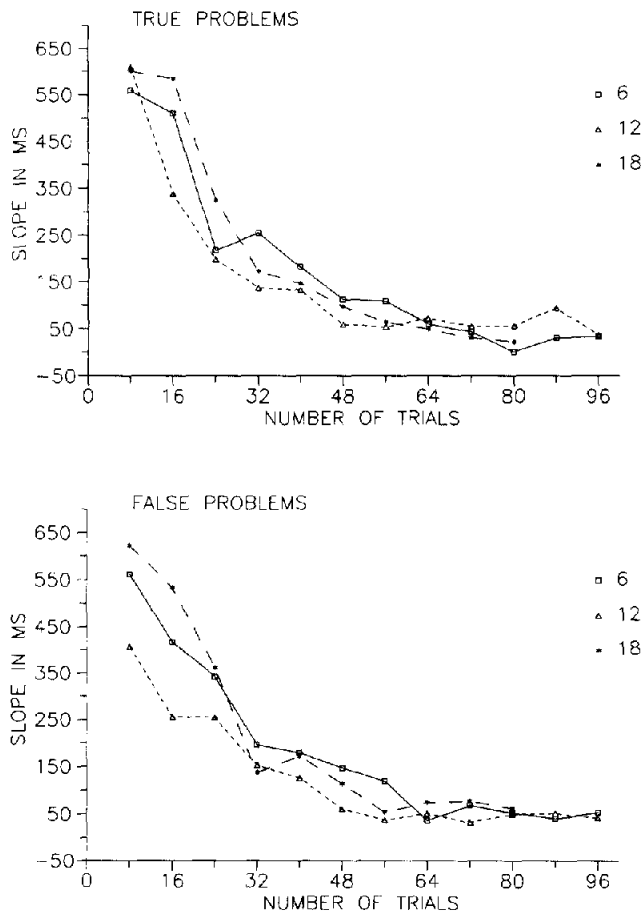 TRUE PROBLEMS
650
550
450
350
250
150
50
-50
SLOPE IN MS
6
12
18
0 16 32 48 64 80 96
NUMBER OF TRIALS
FALSE PROBLEMS
650
550
450
350
250
150
50
-50
SLOPE IN MS
6
12
18
0 16 32 48 64 80 96
NUMBER OF TRIALS